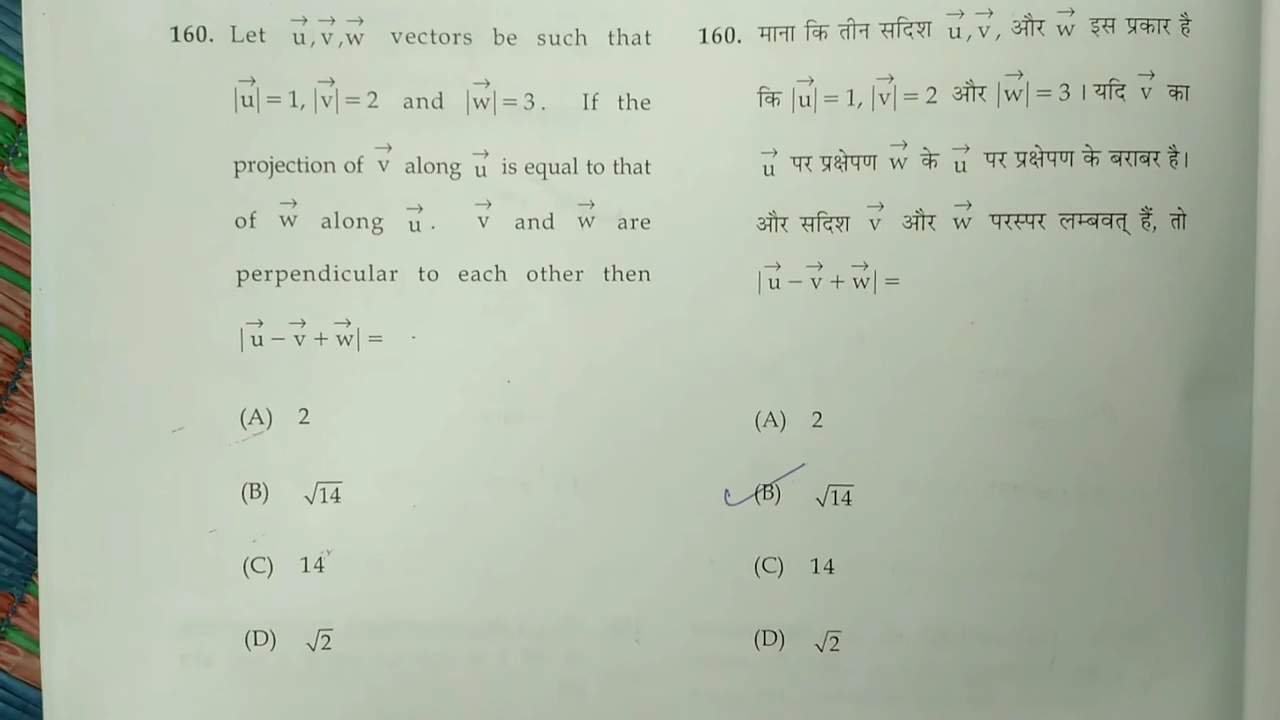 160. Let u⃗, v⃗, w⃗ vectors be such that
|u⃗| = 1, |v⃗| = 2 and |w⃗| = 3. If the
projection of v⃗ along u⃗ is equal to that
of w⃗ along u⃗. v⃗ and w⃗ are
perpendicular to each other then
|u⃗ − v⃗ + w⃗| =
(A) 2
(B) √14
(C) 14
(D) √2
160. माना कि तीन सदिश u⃗, v⃗, और w⃗ इस प्रकार है
कि |u⃗| = 1, |v⃗| = 2 और |w⃗| = 3 । यदि v⃗ का
u⃗ पर प्रक्षेपण w⃗ के u⃗ पर प्रक्षेपण के बराबर है।
और सदिश v⃗ और w⃗ परस्पर लम्बवत् हैं, तो
|u⃗ − v⃗ + w⃗| =
(A) 2
(B) √14
(C) 14
(D) √2